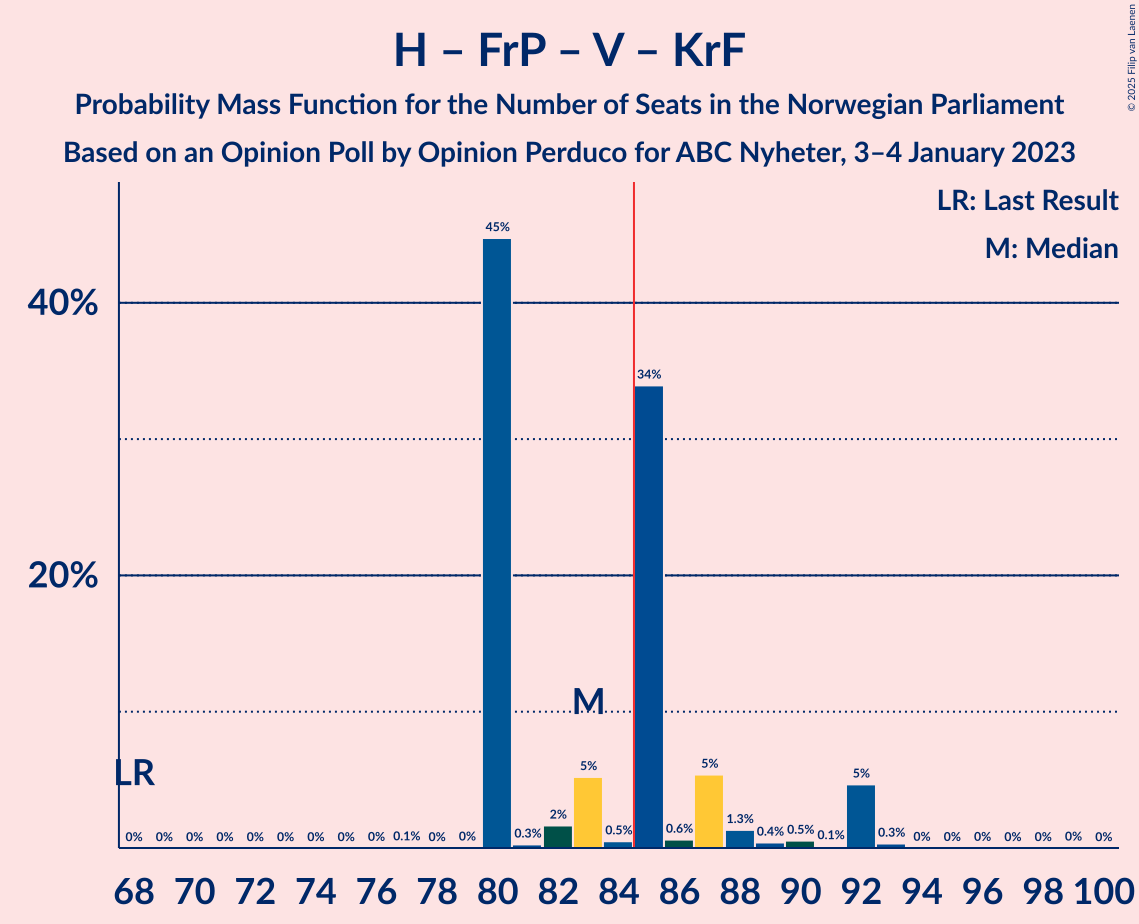 H – FrP – V – KrF
Probability Mass Function for the Number of Seats in the Norwegian Parliament
Based on an Opinion Poll by Opinion Perduco for ABC Nyheter, 3–4 January 2023
© 2025 Filip van Laenen
LR: Last Result
M: Median
40%
20%
45%
34%
M
LR
0% 0% 0% 0% 0% 0% 0% 0% 0% 0.1% 0% 0% 0.3% 2% 5% 0.5% 0.6% 5% 1.3% 0.4% 0.5% 0.1% 5% 0.3% 0% 0% 0% 0% 0% 0% 0%
68 70 72 74 76 78 80 82 84 86 88 90 92 94 96 98 100